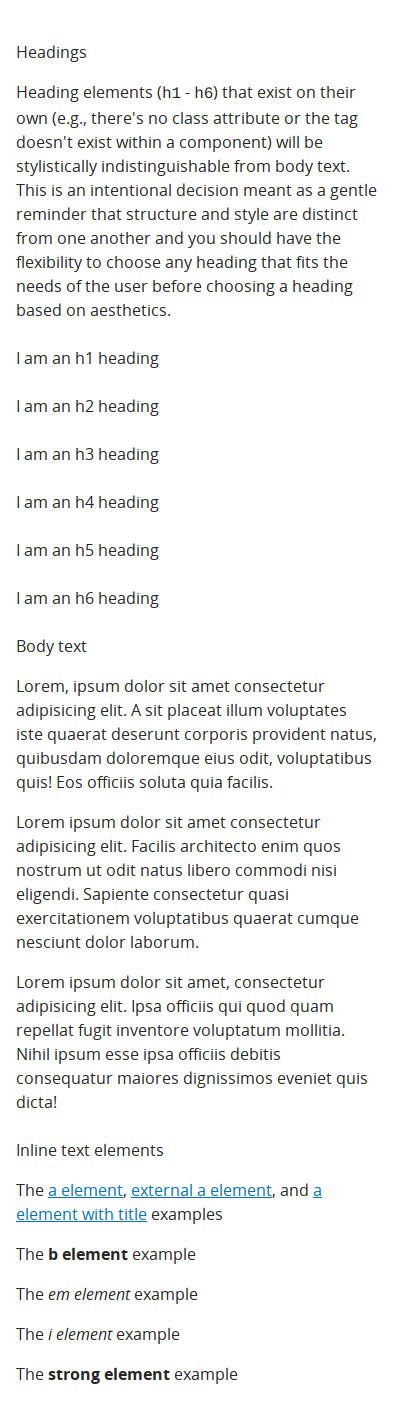 Headings
Heading elements (h1 - h6) that exist on their
own (e.g., there's no class attribute or the tag
doesn't exist within a component) will be
stylistically indistinguishable from body text.
This is an intentional decision meant as a gentle
reminder that structure and style are distinct
from one another and you should have the
flexibility to choose any heading that fits the
needs of the user before choosing a heading
based on aesthetics.
I am an h1 heading
I am an h2 heading
I am an h3 heading
I am an h4 heading
I am an h5 heading
I am an h6 heading
Body text
Lorem, ipsum dolor sit amet consectetur
adipisicing elit. A sit placeat illum voluptates
iste quaerat deserunt corporis provident natus,
quibusdam doloremque eius odit, voluptatibus
quis! Eos officiis soluta quia facilis.
Lorem ipsum dolor sit amet consectetur
adipisicing elit. Facilis architecto enim quos
nostrum ut odit natus libero commodi nisi
eligendi. Sapiente consectetur quasi
exercitationem voluptatibus quaerat cumque
nesciunt dolor laborum.
Lorem ipsum dolor sit amet, consectetur
adipisicing elit. Ipsa officiis qui quod quam
repellat fugit inventore voluptatum mollitia.
Nihil ipsum esse ipsa officiis debitis
consequatur maiores dignissimos eveniet quis
dicta!
Inline text elements
The a element, external a element, and a
element with title examples
The b element example
The em element example
The i element example
The strong element example